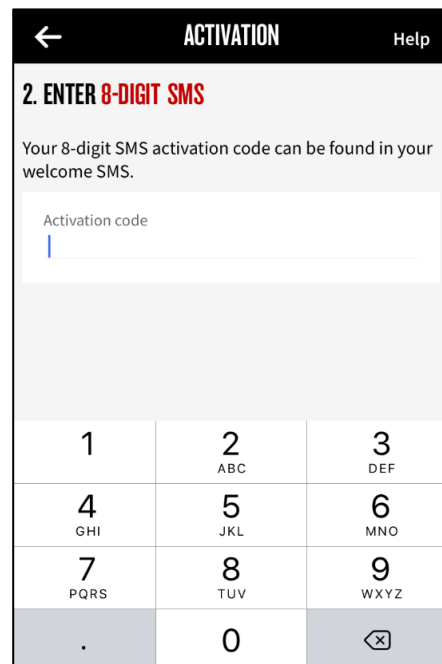 ACTIVATION Help
2. ENTER 8-DIGIT SMS
Your 8-digit SMS activation code can be found in your
welcome SMS.
Activation code
1 2 3
ABC DEF
4 5 6
GHI JKL MNO
7 8 9
PQRS TUV WXYZ
. 0